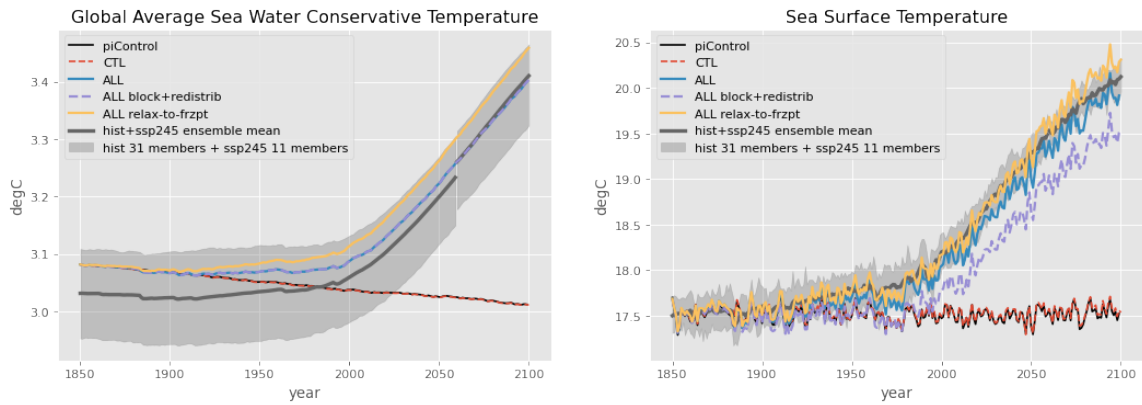 Global Average Sea Water Conservative Temperature
piControl
CTL
ALL
ALL block+redistrib
ALL relax-to-frzpt
hist+ssp245 ensemble mean
hist 31 members + ssp245 11 members
degC
3.4
3.3
3.2
3.1
3.0
1850
1900
1950
2000
2050
2100
year
Sea Surface Temperature
piControl
CTL
ALL
ALL block+redistrib
ALL relax-to-frzpt
hist+ssp245 ensemble mean
hist 31 members + ssp245 11 members
degC
20.5
20.0
19.5
19.0
18.5
18.0
17.5
1850
1900
1950
2000
2050
2100
year